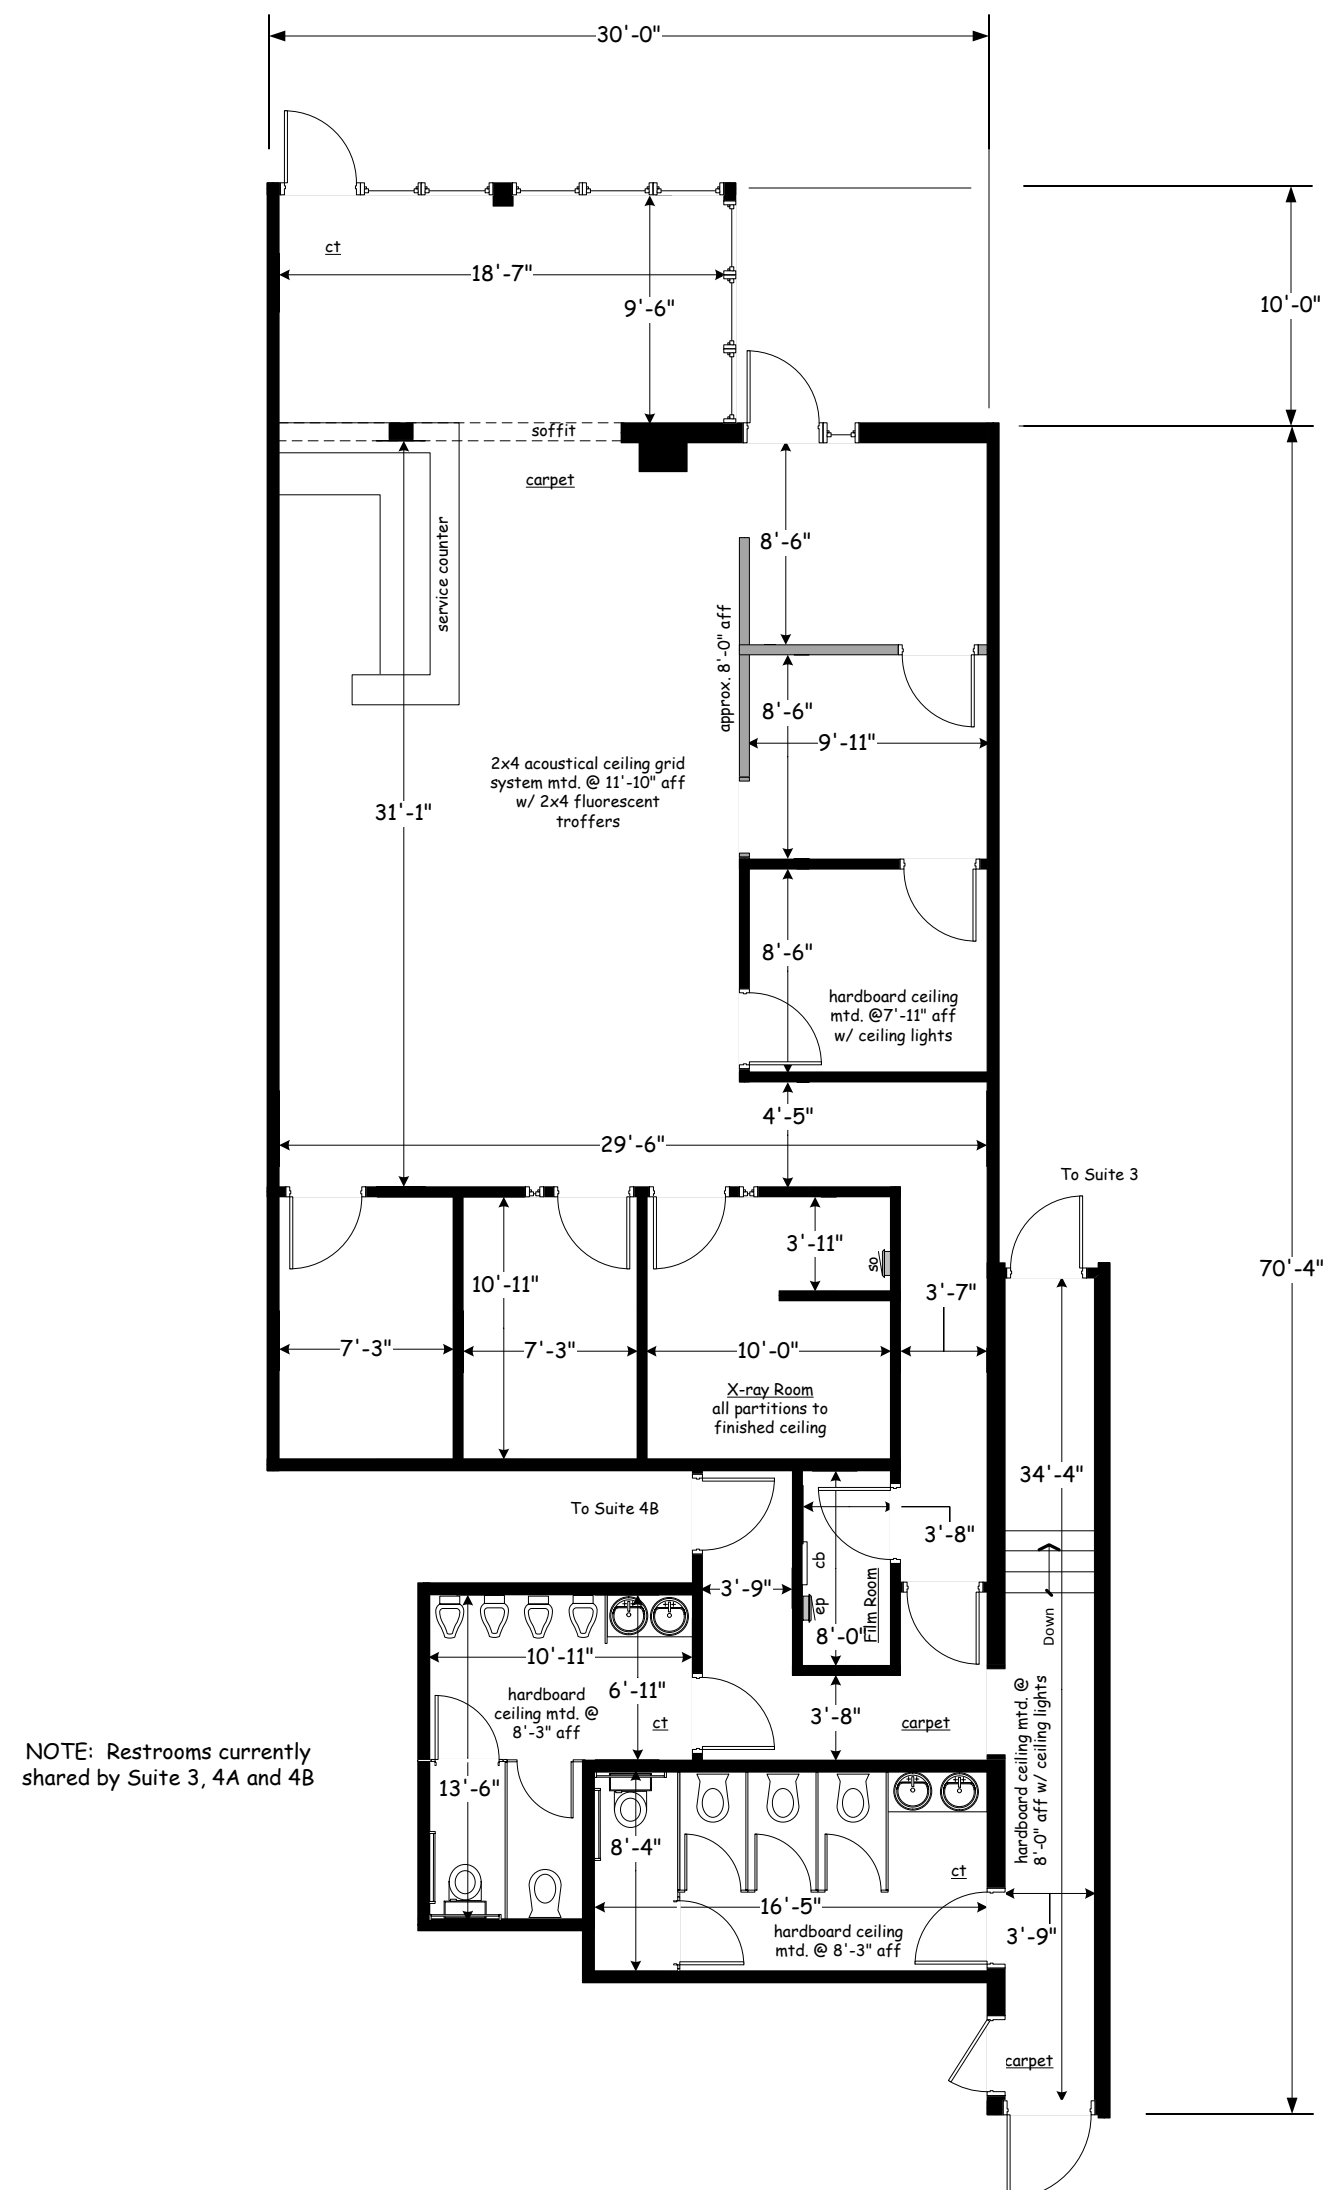 30'-0"
ct
18'-7"
9'-6"
10'-0"
soffit
carpet
service counter
8'-6"
approx. 8'-0" aff
8'-6"
9'-11"
2x4 acoustical ceiling grid
system mtd. @ 11'-10" aff
w/ 2x4 fluorescent
troffers
31'-1"
8'-6"
hardboard ceiling
mtd. @7'-11" aff
w/ ceiling lights
4'-5"
29'-6"
To Suite 3
3'-11"
so
70'-4"
10'-11"
3'-7"
7'-3"
7'-3"
10'-0"
X-ray Room
all partitions to
finished ceiling
34'-4"
To Suite 4B
3'-8"
cb
3'-9"
ep
Film Room
8'-0"
Down
10'-11"
6'-11"
hardboard
ceiling mtd. @
8'-3" aff
ct
3'-8"
carpet
hardboard ceiling mtd. @
8'-0" aff w/ ceiling lights
NOTE: Restrooms currently
shared by Suite 3, 4A and 4B
13'-6"
8'-4"
ct
16'-5"
hardboard ceiling
mtd. @ 8'-3" aff
3'-9"
carpet